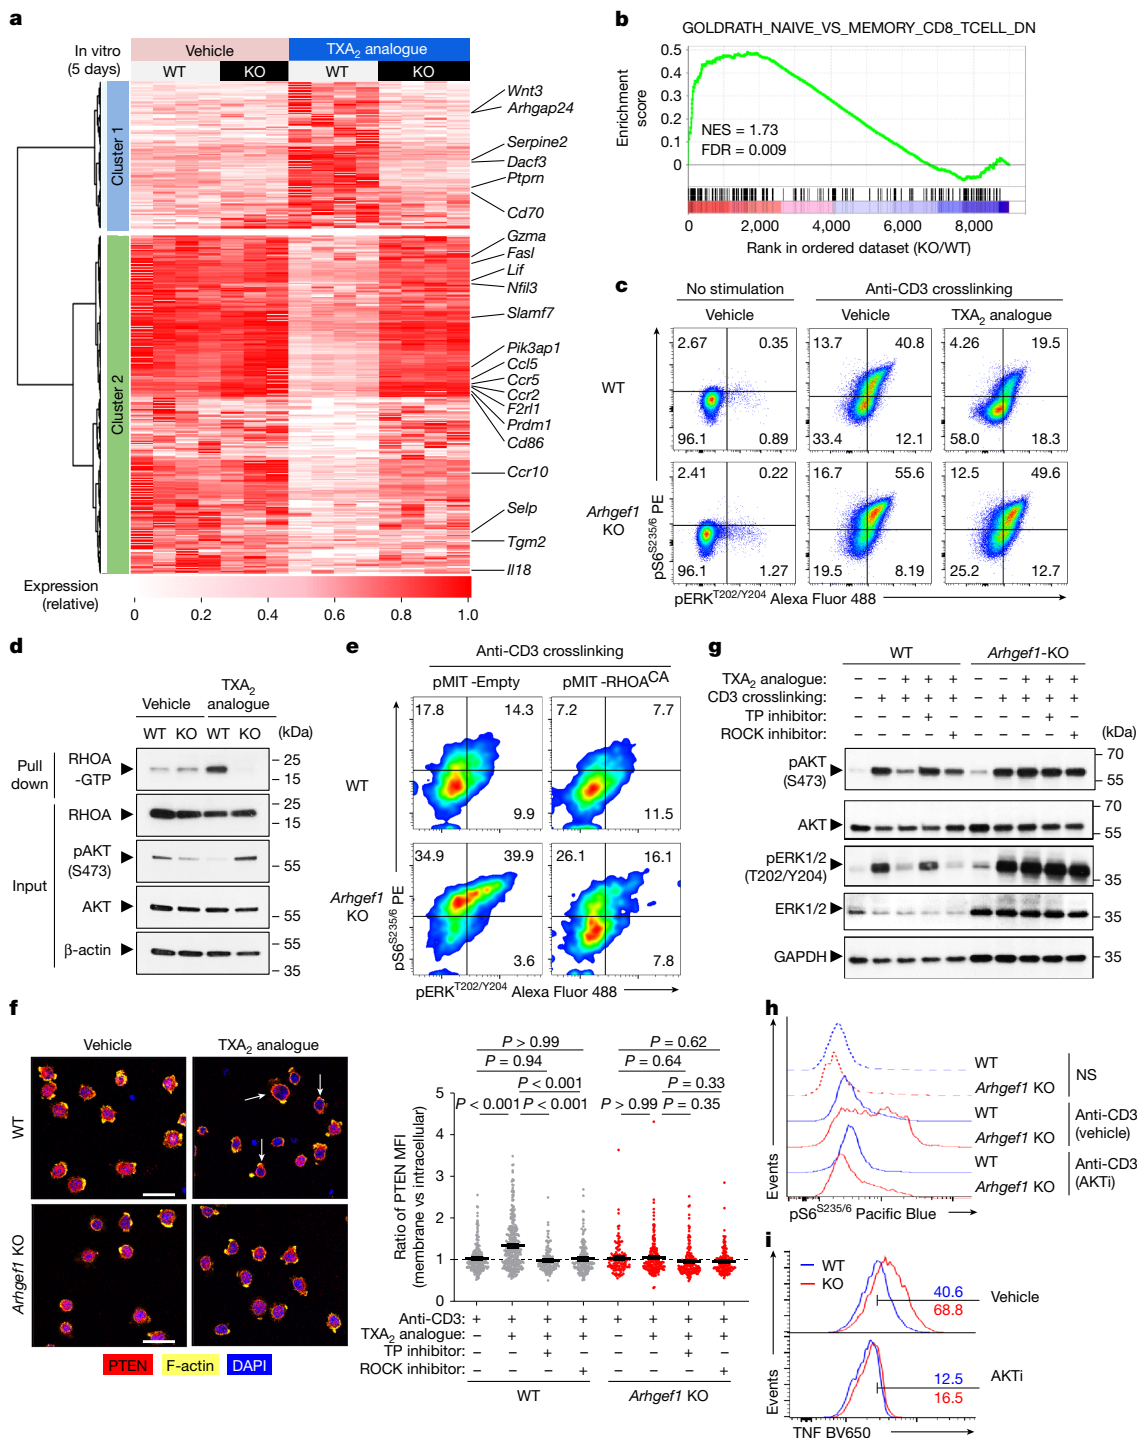 a
In vitro
(5 days)
Vehicle
TXA2 analogue
WT
KO
WT
KO
Cluster 1
Cluster 2
Wnt3
Arhgap24
Serpine2
Dacf3
Ptprn
Cd70
Gzma
Fasl
Lif
Nfil3
Slamf7
Pik3ap1
Ccl5
Ccr5
Ccr2
F2rl1
Prdm1
Cd86
Ccr10
Selp
Tgm2
Il18
Expression
(relative)
0 0.2 0.4 0.6 0.8 1.0
b
GOLDRATH_NAIVE_VS_MEMORY_CD8_TCELL_DN
Enrichment
score
0.5
0.4
0.3
0.2
0.1
0
NES = 1.73
FDR = 0.009
0 2,000 4,000 6,000 8,000
Rank in ordered dataset (KO/WT)
c
No stimulation
Anti-CD3 crosslinking
Vehicle
Vehicle
TXA2 analogue
WT
2.67 0.35
96.1 0.89
13.7 40.8
33.4 12.1
4.26 19.5
58.0 18.3
Arhgef1
KO
2.41 0.22
96.1 1.27
16.7 55.6
19.5 8.19
12.5 49.6
25.2 12.7
pS6S235/6 PE
pERKT202/Y204 Alexa Fluor 488
d
Vehicle
TXA2
analogue
WT KO WT KO
(kDa)
Pull
down
RHOA
-GTP
25
15
Input
RHOA
25
15
pAKT
(S473)
55
AKT
55
β-actin
55
35
e
Anti-CD3 crosslinking
pMIT -Empty
pMIT -RHOACA
WT
17.8 14.3
9.9
7.2 7.7
11.5
Arhgef1
KO
34.9 39.9
3.6
26.1 16.1
7.8
pS6S235/6 PE
pERKT202/Y204 Alexa Fluor 488
g
WT
Arhgef1-KO
TXA2 analogue: – – + + + – – + + +
CD3 crosslinking: – + + + + – + + + +
TP inhibitor: – – – + – – – – + –
ROCK inhibitor: – – – – + – – – – +
(kDa)
pAKT
(S473)
70
55
AKT
70
55
pERK1/2
(T202/Y204)
35
ERK1/2
35
GAPDH
35
f
Vehicle
TXA2 analogue
WT
Arhgef1 KO
PTEN
F-actin
DAPI
P > 0.99
P = 0.94
P < 0.001
P < 0.001
P < 0.001
P = 0.62
P = 0.64
P = 0.33
P > 0.99
P = 0.35
Ratio of PTEN MFI
(membrane vs intracellular)
5
4
3
2
1
0
Anti-CD3: + + + + + + + +
TXA2 analogue: – + + + – + + +
TP inhibitor: – – + – – – + –
ROCK inhibitor: – – – + – – – +
WT
Arhgef1 KO
h
WT
Arhgef1 KO
NS
WT
Arhgef1 KO
Anti-CD3
(vehicle)
WT
Arhgef1 KO
Anti-CD3
(AKTi)
Events
pS6S235/6 Pacific Blue
i
WT
KO
40.6
68.8
Vehicle
12.5
16.5
AKTi
Events
TNF BV650